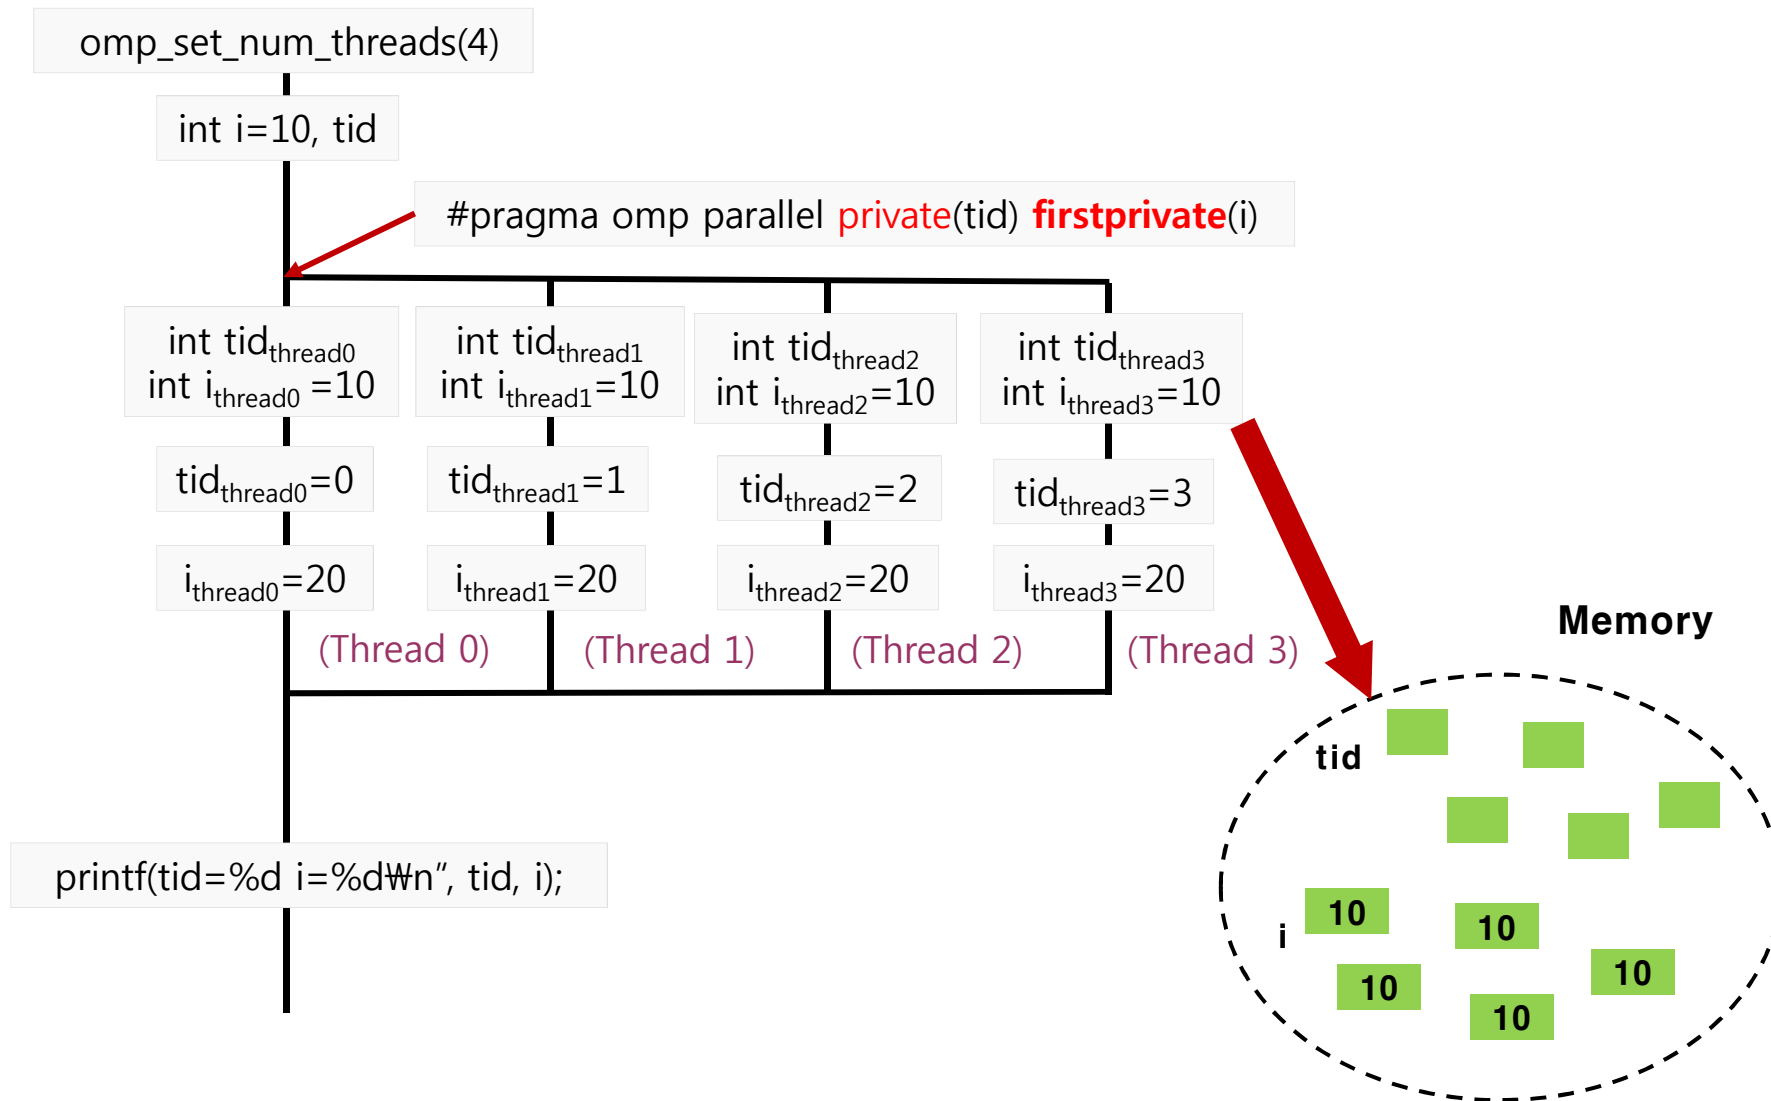 omp_set_num_threads(4)
int i=10, tid
#pragma omp parallel private(tid) firstprivate(i)
int tidthread0
int ithread0 =10
int tidthread1
int ithread1=10
int tidthread2
int ithread2=10
int tidthread3
int ithread3=10
tidthread0=0
tidthread1=1
tidthread2=2
tidthread3=3
ithread0=20
ithread1=20
ithread2=20
ithread3=20
(Thread 0)
(Thread 1)
(Thread 2)
(Thread 3)
Memory
tid
printf(tid=%d i=%d₩n”, tid, i);
i
10
10
10
10
10